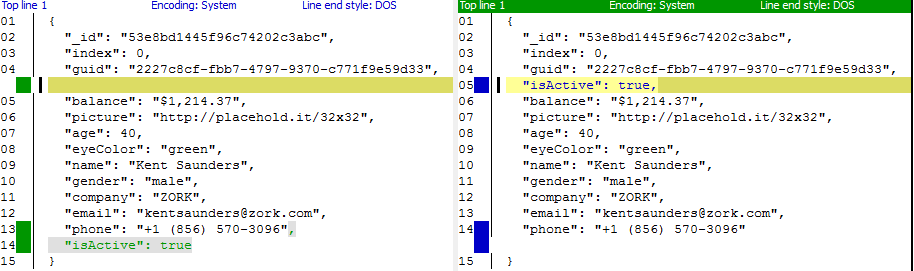 Top line 1 Encoding: System Line end style: DOS
01 {
02 "_id": "53e8bd1445f96c74202c3abc",
03 "index": 0,
04 "guid": "2227c8cf-fbb7-4797-9370-c771f9e59d33",
05 "balance": "$1,214.37",
06 "picture": "http://placehold.it/32x32",
07 "age": 40,
08 "eyeColor": "green",
09 "name": "Kent Saunders",
10 "gender": "male",
11 "company": "ZORK",
12 "email": "kentsaunders@zork.com",
13 "phone": "+1 (856) 570-3096",
14 "isActive": true
15 }
Top line 1 Encoding: System Line end style: DOS
01 {
02 "_id": "53e8bd1445f96c74202c3abc",
03 "index": 0,
04 "guid": "2227c8cf-fbb7-4797-9370-c771f9e59d33",
05 "isActive": true,
06 "balance": "$1,214.37",
07 "picture": "http://placehold.it/32x32",
08 "age": 40,
09 "eyeColor": "green",
10 "name": "Kent Saunders",
11 "gender": "male",
12 "company": "ZORK",
13 "email": "kentsaunders@zork.com",
14 "phone": "+1 (856) 570-3096"
15 }